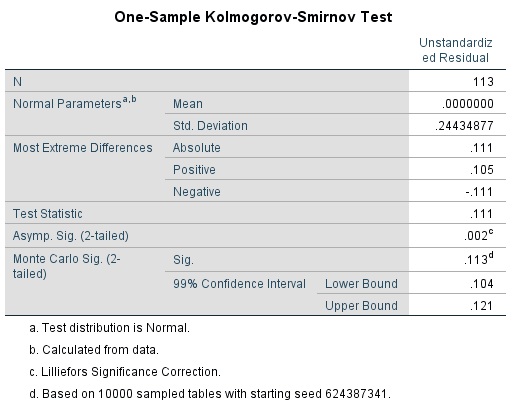 One-Sample Kolmogorov-Smirnov Test
Unstandardiz
ed Residual
N 113
Normal Parametersa,b Mean .0000000
Std. Deviation .24434877
Most Extreme Differences Absolute .111
Positive .105
Negative -.111
Test Statistic .111
Asymp. Sig. (2-tailed) .002c
Monte Carlo Sig. (2-
tailed) Sig. .113d
99% Confidence Interval Lower Bound .104
Upper Bound .121
a. Test distribution is Normal.
b. Calculated from data.
c. Lilliefors Significance Correction.
d. Based on 10000 sampled tables with starting seed 624387341.